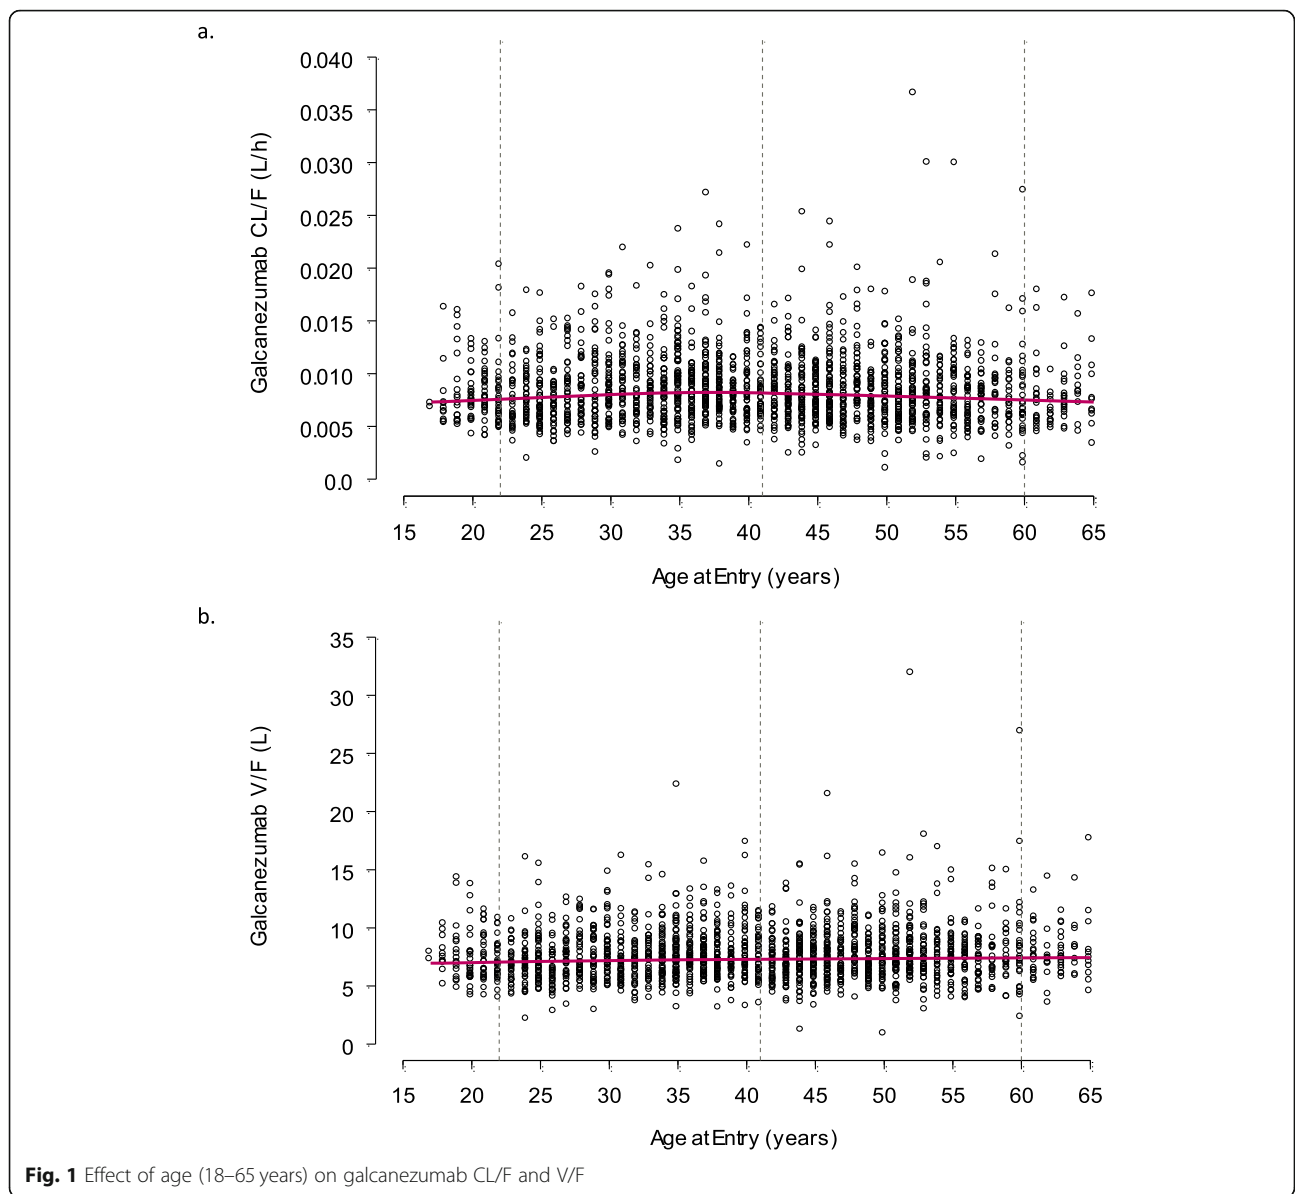 a.
0.040
0.035
0.030
0.025
0.020
0.015
0.010
0.005
0.0
Galcanezumab CL/F (L/h)
15 20 25 30 35 40 45 50 55 60 65
Age at Entry (years)
b.
35
30
25
20
15
10
5
0
Galcanezumab V/F (L)
15 20 25 30 35 40 45 50 55 60 65
Age at Entry (years)
Fig. 1 Effect of age (18–65 years) on galcanezumab CL/F and V/F